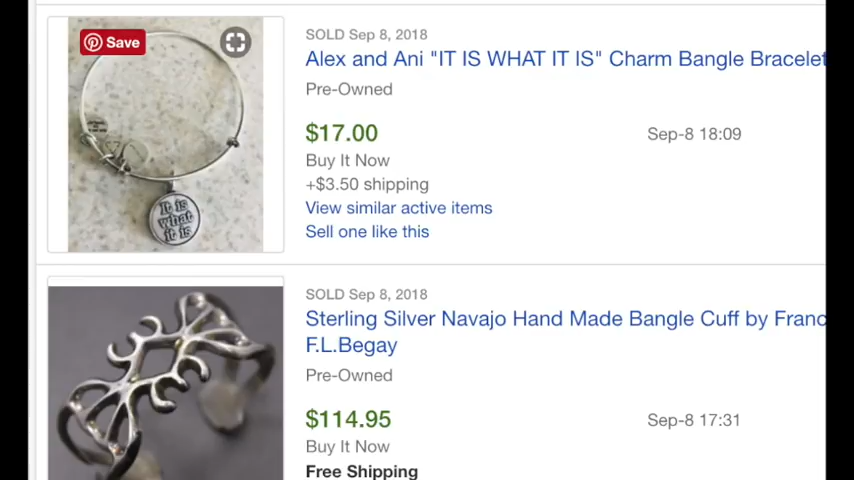 Save
SOLD Sep 8, 2018
Alex and Ani "IT IS WHAT IT IS" Charm Bangle Bracelet
Pre-Owned
$17.00
Sep-8 18:09
Buy It Now
+$3.50 shipping
View similar active items
Sell one like this
It is
what
it is
SOLD Sep 8, 2018
Sterling Silver Navajo Hand Made Bangle Cuff by Franc
F.L.Begay
Pre-Owned
$114.95
Sep-8 17:31
Buy It Now
Free Shipping